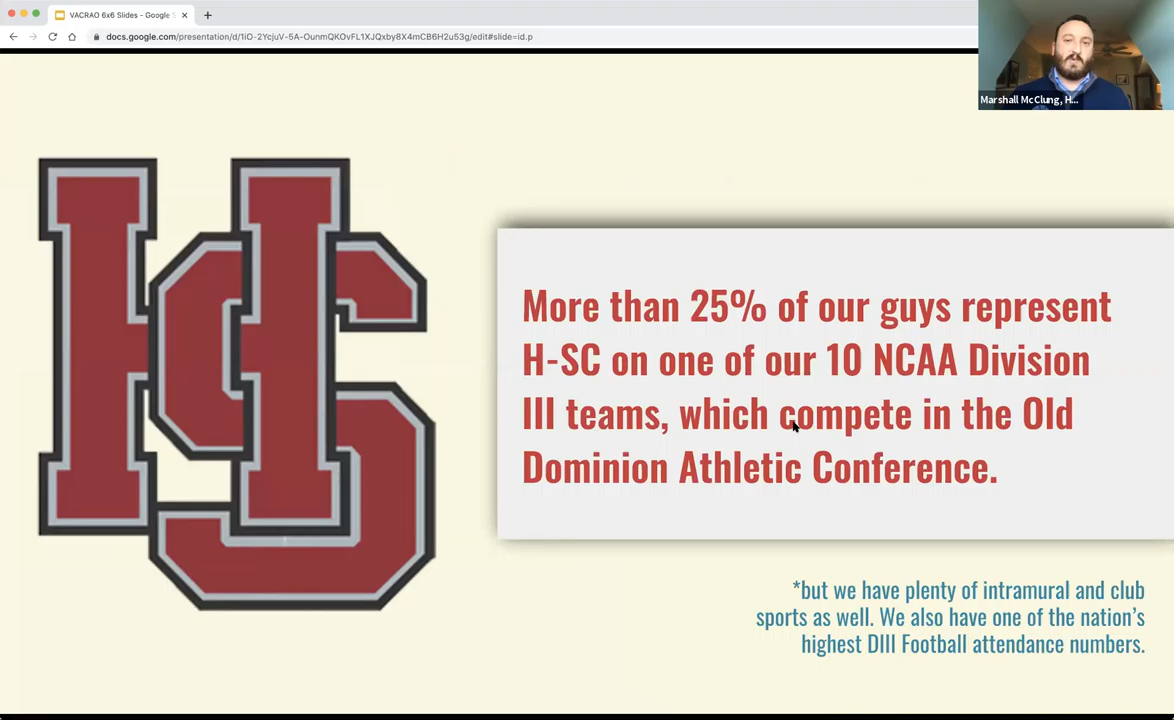 VACRAO 6x6 Slides - Google S
docs.google.com/presentation/d/1iO-2YcjuV-5A-OunmQKOvFL1XJQxby8X4mCB6H2u53g/edit#slide=id.p
Marshall McClung, H...
HSC
More than 25% of our guys represent
H-SC on one of our 10 NCAA Division
III teams, which compete in the Old
Dominion Athletic Conference.
*but we have plenty of intramural and club
sports as well. We also have one of the nation's
highest DIII Football attendance numbers.